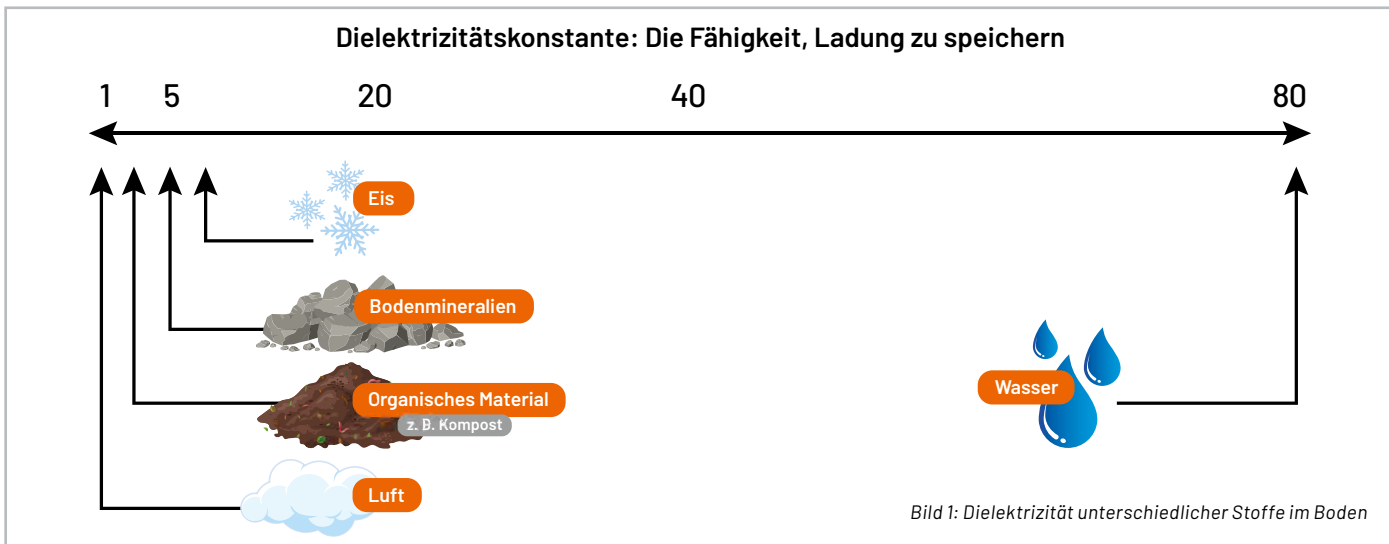 Dielektrizitätskonstante: Die Fähigkeit, Ladung zu speichern
1 5 20 40 80
Eis
Bodenmineralien
Organisches Material
z. B. Kompost
Wasser
Luft
Bild 1: Dielektrizität unterschiedlicher Stoffe im Boden